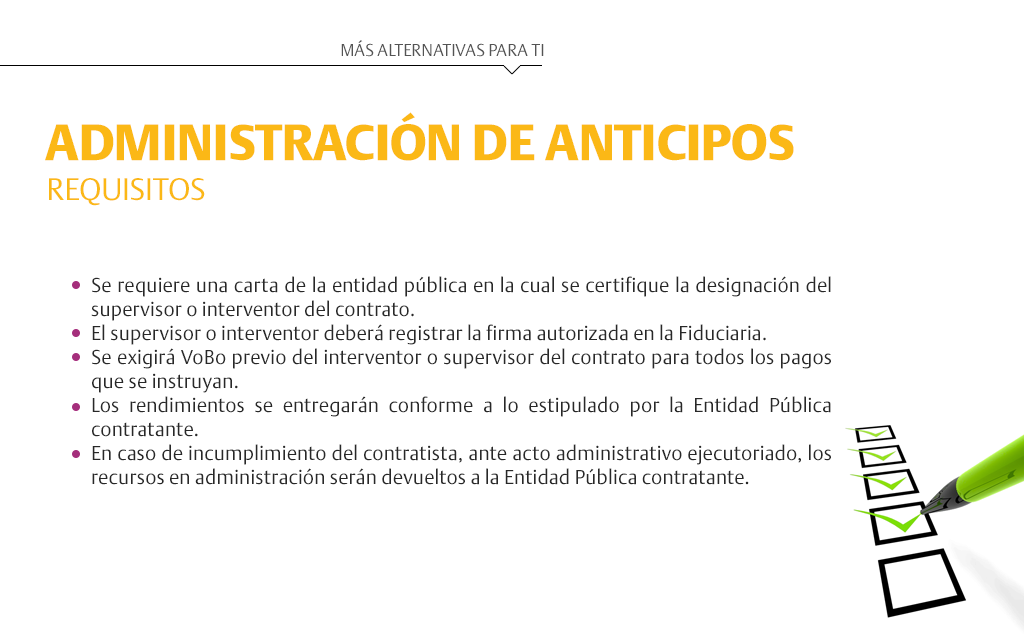 MÁS ALTERNATIVAS PARA TI
ADMINISTRACIÓN DE ANTICIPOS
REQUISITOS
• Se requiere una carta de la entidad pública en la cual se certifique la designación del
supervisor o interventor del contrato.
• El supervisor o interventor deberá registrar la firma autorizada en la Fiduciaria.
• Se exigirá VoBo previo del interventor o supervisor del contrato para todos los pagos
que se instruyan.
• Los rendimientos se entregarán conforme a lo estipulado por la Entidad Pública
contratante.
• En caso de incumplimiento del contratista, ante acto administrativo ejecutoriado, los
recursos en administración serán devueltos a la Entidad Pública contratante.